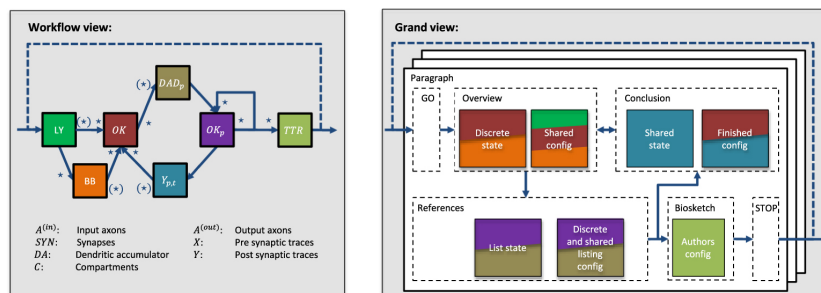 Workflow view:
(⋆)
DAD_p
⋆
⋆
LY
(⋆)
⋆
OK
⋆
OK_p
⋆
⋆
TTR
⋆
⋆
⋆
BB
(⋆)
(⋆)
Y_{p,t}
A^{(in)}: Input axons
SYN: Synapses
DA: Dendritic accumulator
C: Compartments
A^{(out)}: Output axons
X: Pre synaptic traces
Y: Post synaptic traces
Grand view:
Paragraph
GO
Overview
Discrete
state
Shared
config
Conclusion
Shared
state
Finished
config
References
List state
Discrete
and shared
listing
config
Biosketch
Authors
config
STOP